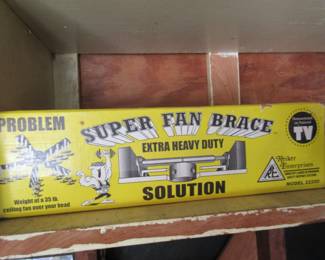 PROBLEM
Weight of a 35 lb.
ceiling fan over your head
SUPER FAN BRACE
EXTRA HEAVY DUTY
SOLUTION
TV
Enterprises
MODEL